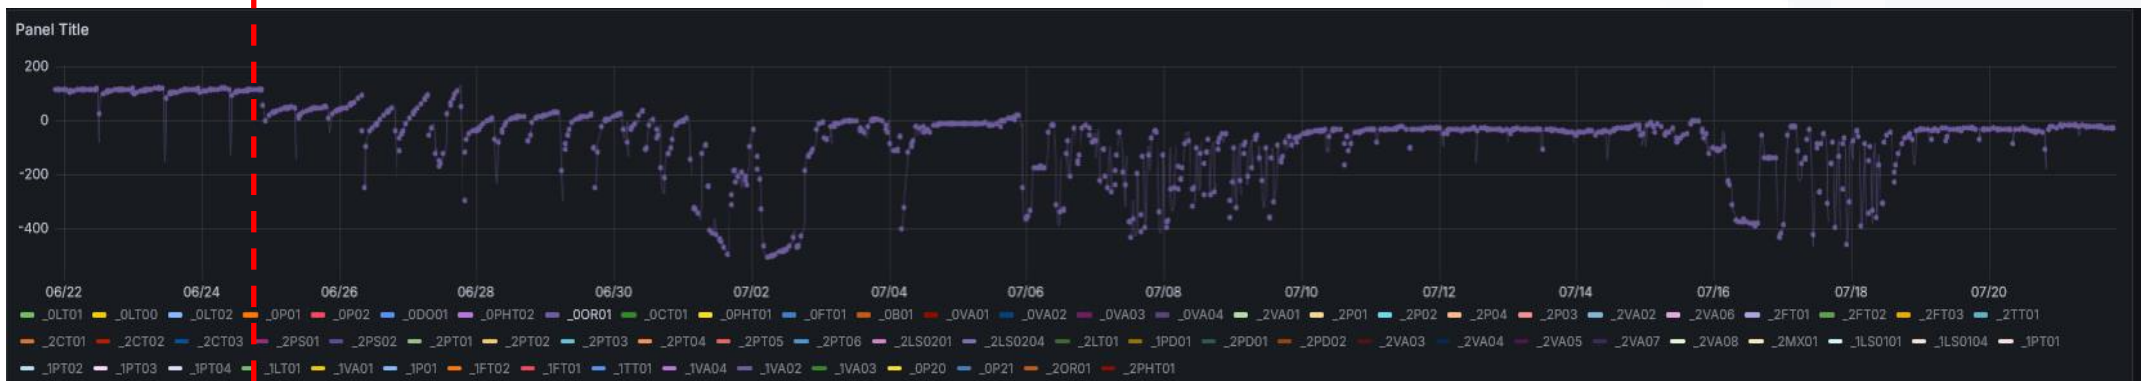 Panel Title
200
0
-200
-400
06/22 06/24 06/26 06/28 06/30 07/02 07/04 07/06 07/08 07/10 07/12 07/14 07/16 07/18 07/20
_0LT01 _0LT00 _0LT02 _0P01 _0P02 _0DO01 _0PHT02 _0OR01 _0CT01 _0PHT01 _0FT01 _0B01 _0VA01 _0VA02 _0VA03 _0VA04 _2VA01 _2P01 _2P02 _2P04 _2P03 _2VA02 _2VA06 _2FT01 _2FT02 _2FT03 _2TT01
_2CT01 _2CT02 _2CT03 _2PS01 _2PS02 _2PT01 _2PT02 _2PT03 _2PT04 _2PT05 _2PT06 _2LS0201 _2LS0204 _2LT01 _1PD01 _2PD01 _2PD02 _2VA03 _2VA04 _2VA05 _2VA07 _2VA08 _2MX01 _1LS0101 _1LS0104 _1PT01
_1PT02 _1PT03 _1PT04 _1LT01 _1VA01 _1P01 _1FT02 _1FT01 _1TT01 _1VA04 _1VA02 _1VA03 _0P20 _0P21 _2OR01 _2PHT01